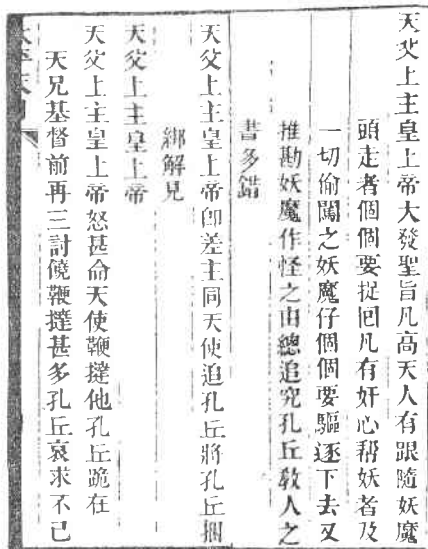 天父上主皇上帝大發聖旨凡高天人有跟隨妖魔
頭走者個個要捉囘凡有奸心幫妖者及
一切偷闖之妖魔仔個個要驅逐下去又
推勘妖魔作怪之由總追究孔丘敎人之
書多錯
天父上主皇上帝卽差主同天使追孔丘將孔丘捆
綁解見
天父上主皇上帝
天父上主皇上帝怒甚命天使鞭撻他孔丘跪在
天兄基督前再三討饒鞭撻甚多孔丘哀求不已